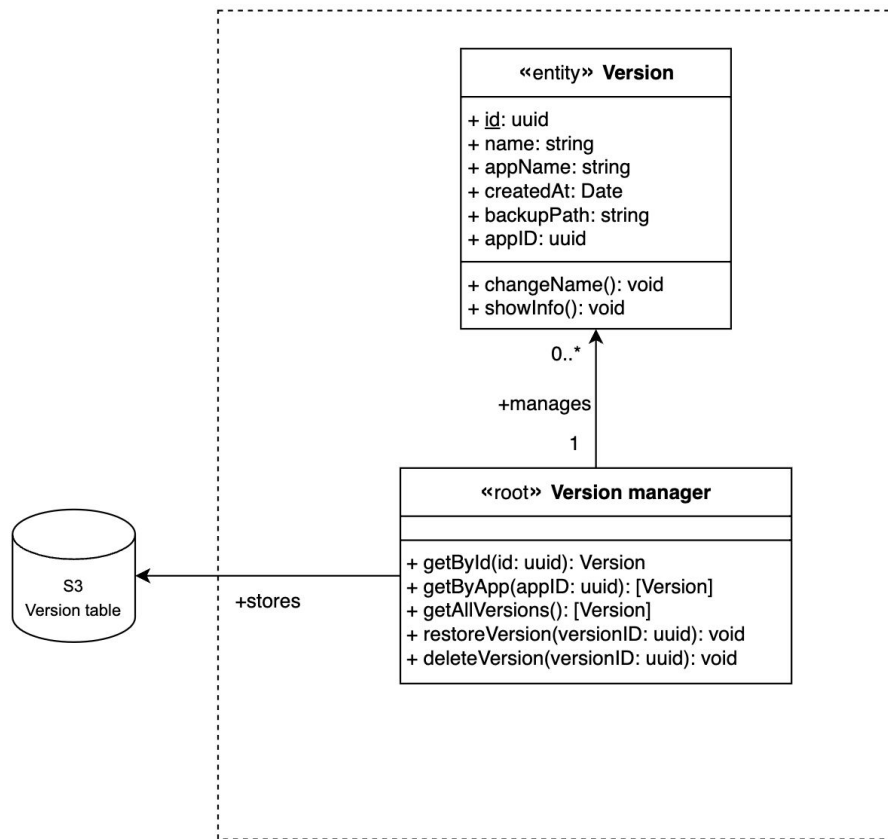 «entity» Version
+ id: uuid
+ name: string
+ appName: string
+ createdAt: Date
+ backupPath: string
+ appID: uuid
+ changeName(): void
+ showInfo(): void
0..*
+manages
1
«root» Version manager
+ getById(id: uuid): Version
+ getByApp(appID: uuid): [Version]
+ getAllVersions(): [Version]
+ restoreVersion(versionID: uuid): void
+ deleteVersion(versionID: uuid): void
S3
Version table
+stores